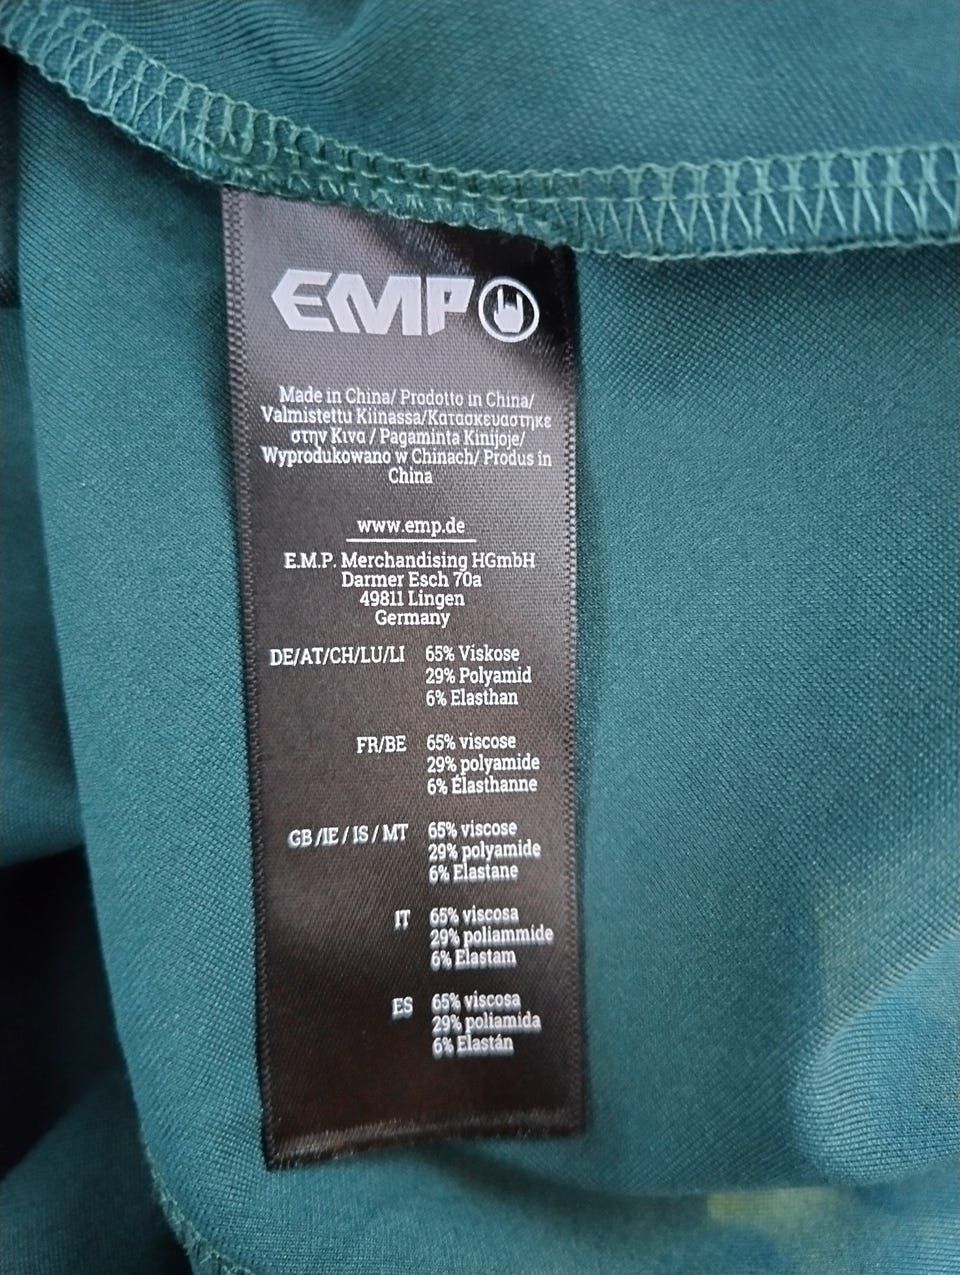 EMP
Made in China/ Prodotto in China/
Valmistettu Kiinassa/Κατασκευαστηκε
στην Κινα / Pagaminta Kinijoje/
Wyprodukowano w Chinach/ Produs în
China
www.emp.de
E.M.P. Merchandising HGmbH
Darmer Esch 70a
49811 Lingen
Germany
DE/AT/CH/LU/LI 65% Viskose
29% Polyamid
6% Elasthan
FR/BE 65% viscose
29% polyamide
6% Élasthanne
GB /IE / IS / MT 65% viscose
29% polyamide
6% Elastane
IT 65% viscosa
29% poliammide
6% Elastam
ES 65% viscosa
29% poliamida
6% Elastán